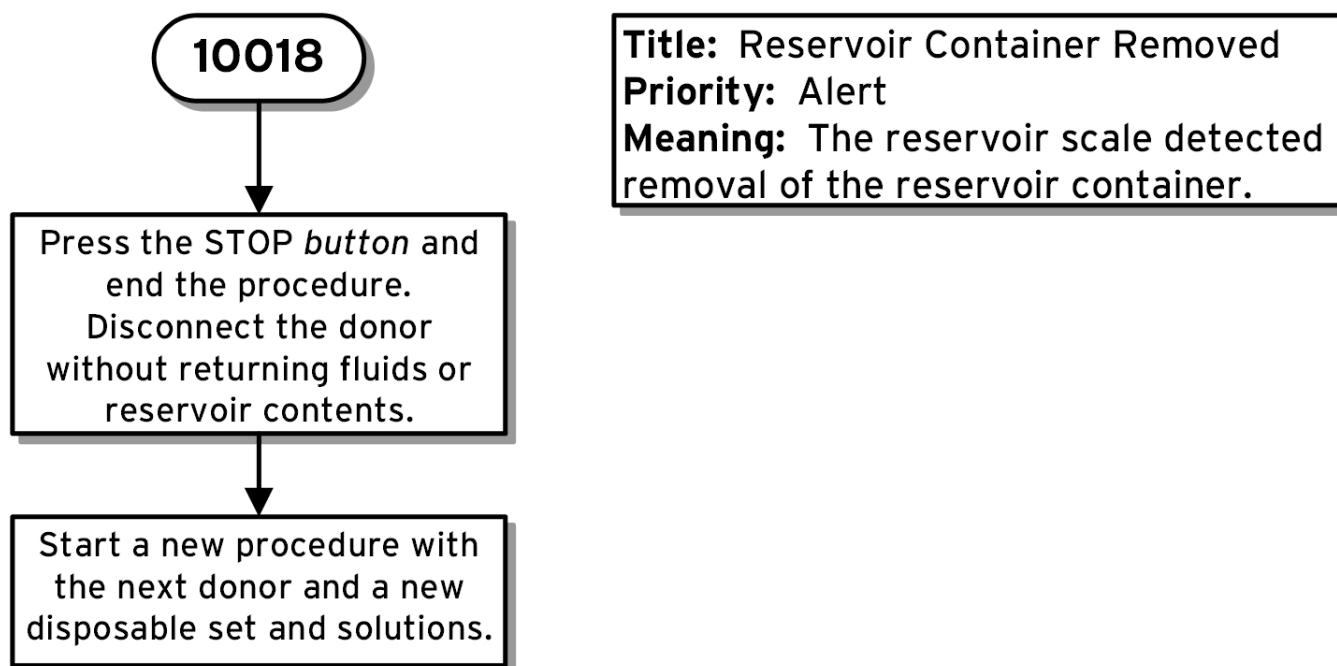 10018
Title: Reservoir Container Removed
Priority: Alert
Meaning: The reservoir scale detected
removal of the reservoir container.
Press the STOP button and
end the procedure.
Disconnect the donor
without returning fluids or
reservoir contents.
Start a new procedure with
the next donor and a new
disposable set and solutions.